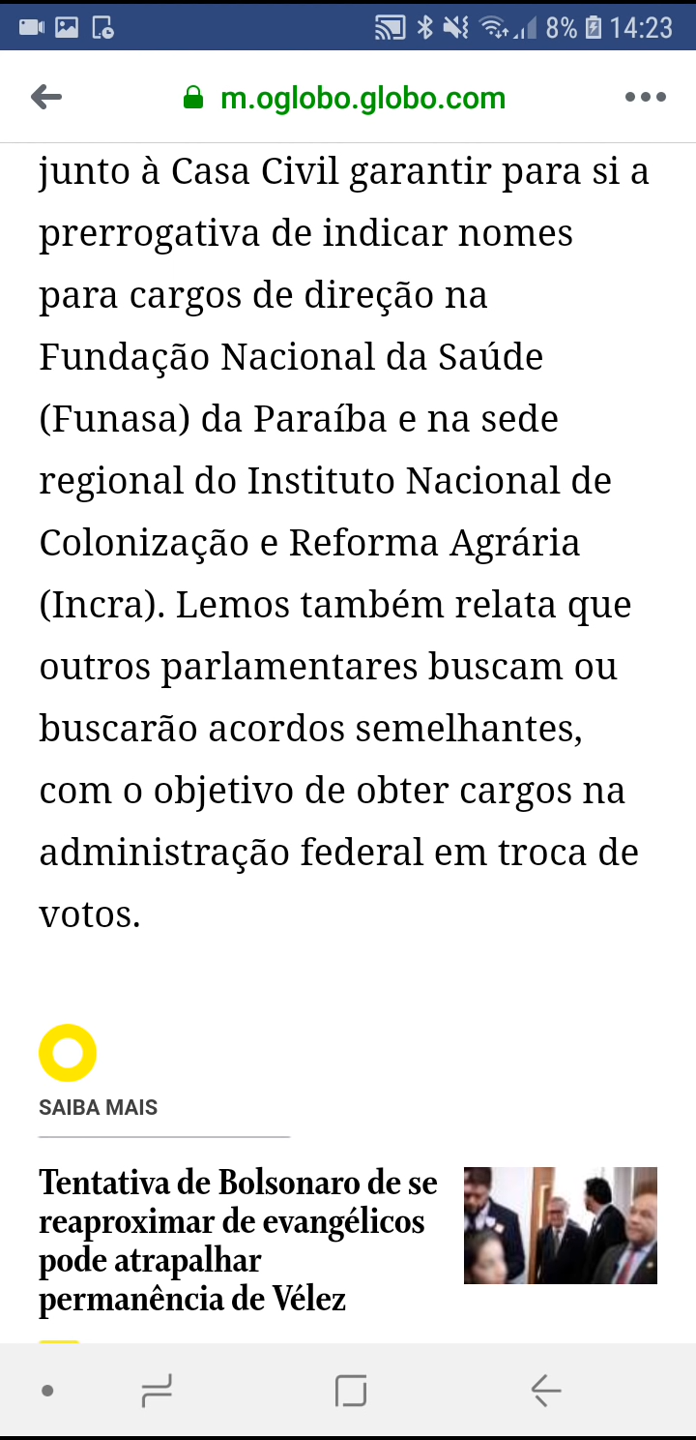 8% 14:23
m.oglobo.globo.com
junto à Casa Civil garantir para si a
prerrogativa de indicar nomes
para cargos de direção na
Fundação Nacional da Saúde
(Funasa) da Paraíba e na sede
regional do Instituto Nacional de
Colonização e Reforma Agrária
(Incra). Lemos também relata que
outros parlamentares buscam ou
buscarão acordos semelhantes,
com o objetivo de obter cargos na
administração federal em troca de
votos.
SAIBA MAIS
Tentativa de Bolsonaro de se
reaproximar de evangélicos
pode atrapalhar
permanência de Vélez